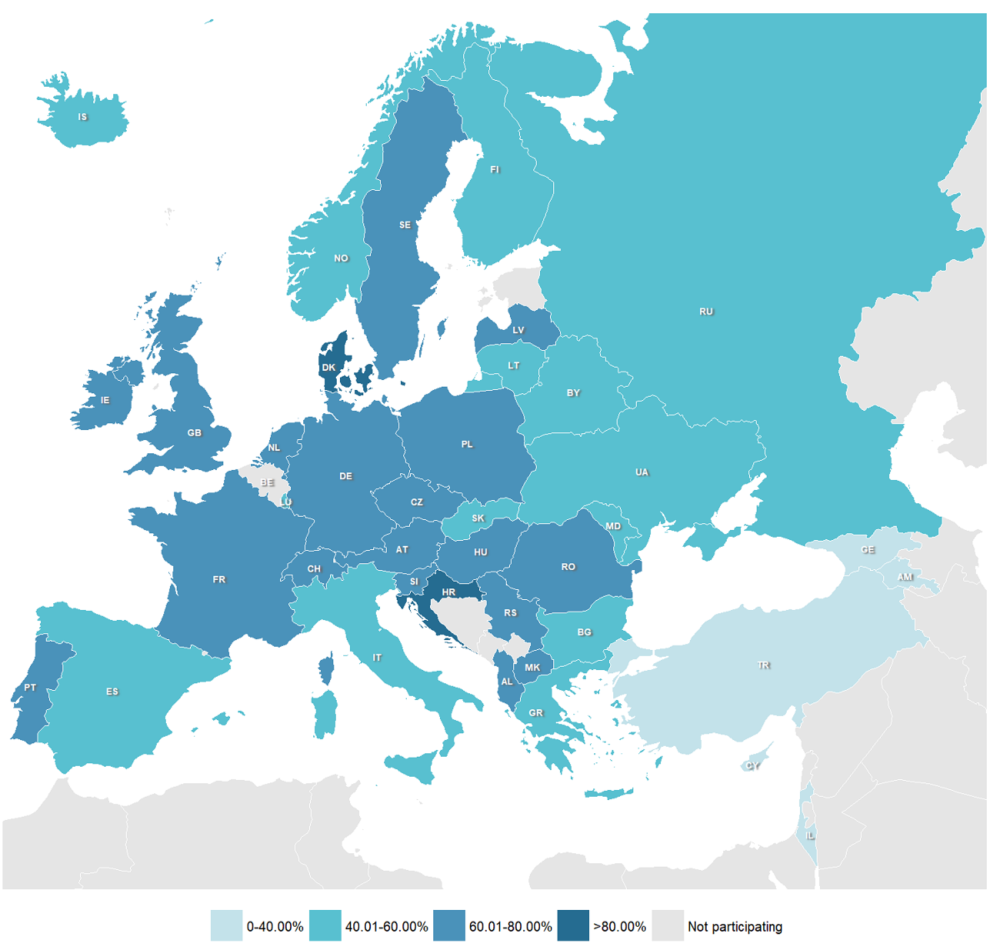 IS
FI
SE
NO
RU
LV
DK
LT
BY
IE
GB
NL
PL
DE
BE
UA
LU
CZ
SK
MD
AT
HU
GE
CH
RO
FR
SI
AM
HR
RS
BG
IT
TR
MK
AL
PT
ES
GR
CY
IL
0-40.00% 40.01-60.00% 60.01-80.00% >80.00% Not participating